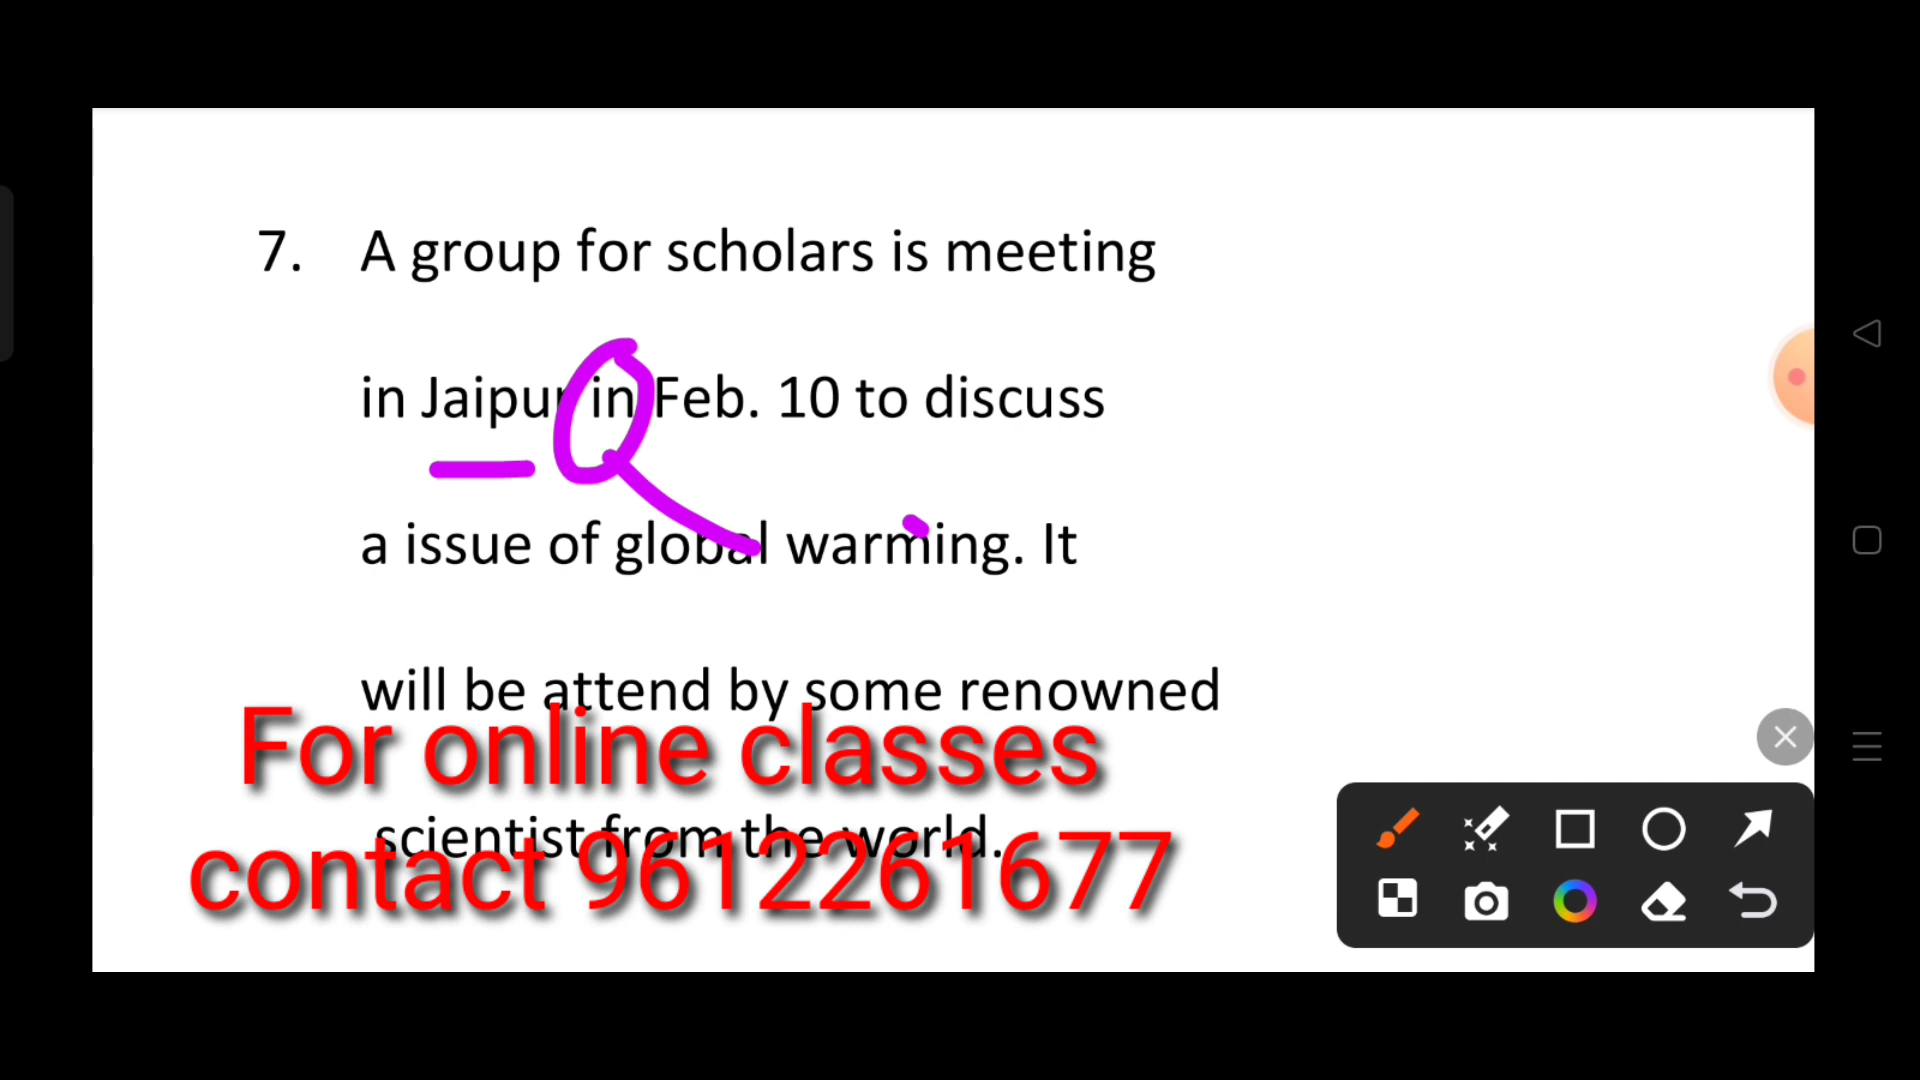 7. A group for scholars is meeting
in Jaipur in Feb. 10 to discuss
a issue of global warming. It
will be attend by some renowned
For online classes
scientist from the world.
contact 9612261677